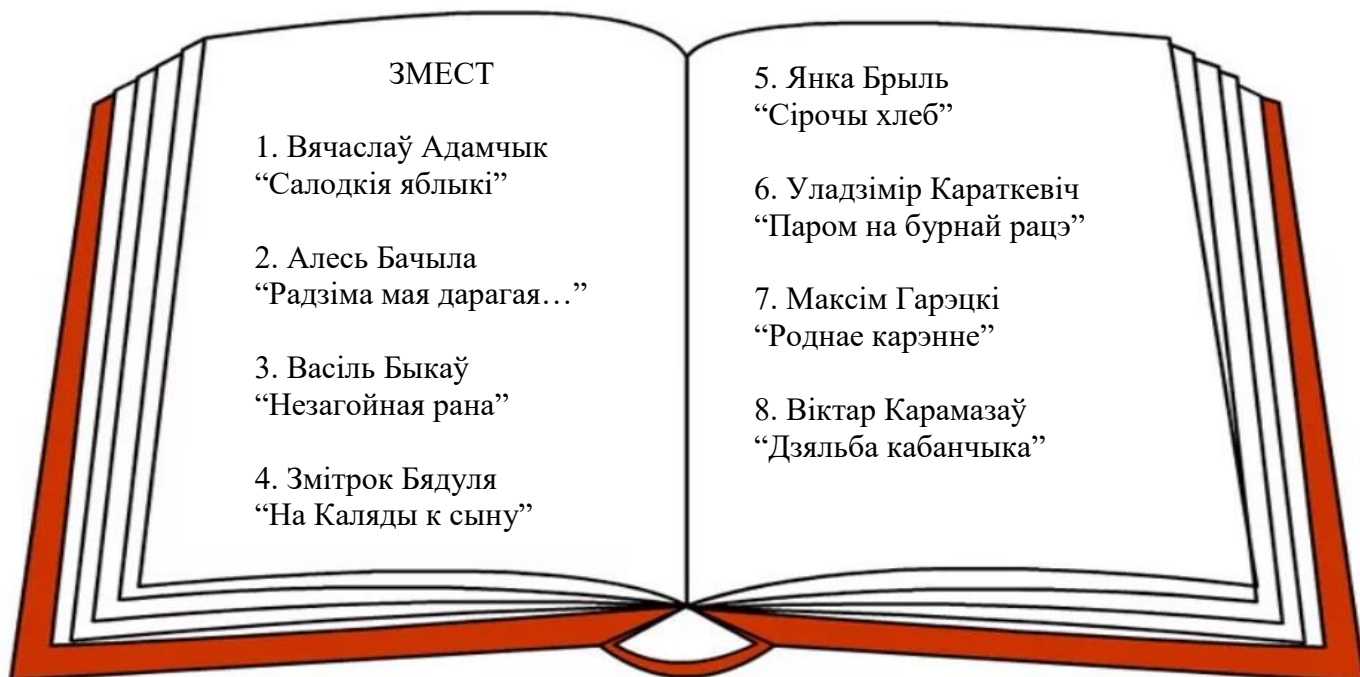 ЗМЕСТ
1. Вячаслаў Адамчык
“Салодкія яблыкі”
2. Алесь Бачыла
“Радзіма мая дарагая…”
3. Васіль Быкаў
“Незагойная рана”
4. Змітрок Бядуля
“На Каляды к сыну”
5. Янка Брыль
“Сірочы хлеб”
6. Уладзімір Караткевіч
“Паром на бурнай рацэ”
7. Максім Гарэцкі
“Роднае карэнне”
8. Віктар Карамазаў
“Дзяльба кабанчыка”